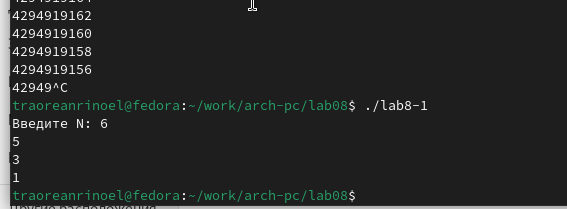 4294919162
4294919160
4294919158
4294919156
42949^C
traoreanrinoel@fedora:~/work/arch-pc/lab08$ ./lab8-1
Введите N: 6
5
3
1
traoreanrinoel@fedora:~/work/arch-pc/lab08$